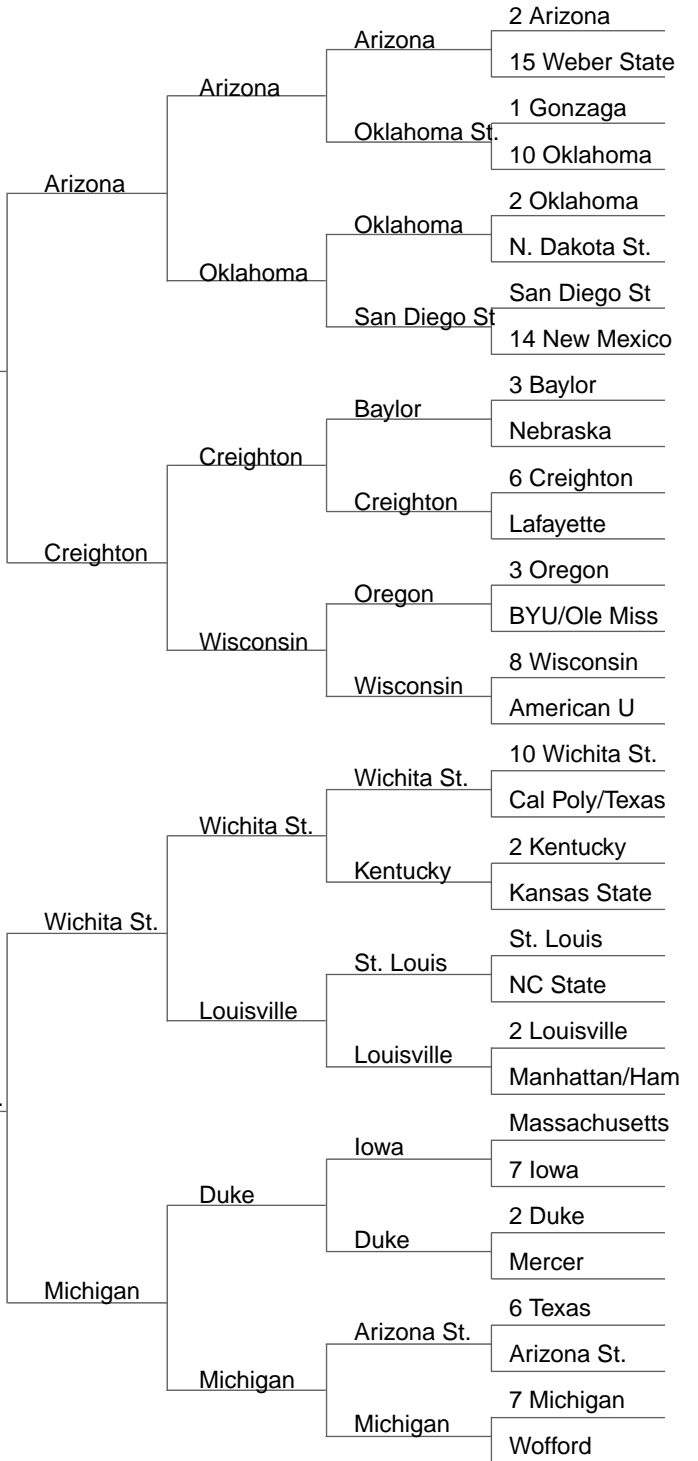 2 Arizona
Arizona
15 Weber State
Arizona
1 Gonzaga
Oklahoma St.
10 Oklahoma
Arizona
2 Oklahoma
Oklahoma
N. Dakota St.
Oklahoma
San Diego St
San Diego St
14 New Mexico
3 Baylor
Baylor
Nebraska
Creighton
6 Creighton
Creighton
Lafayette
Creighton
3 Oregon
Oregon
BYU/Ole Miss
Wisconsin
8 Wisconsin
Wisconsin
American U
10 Wichita St.
Wichita St.
Cal Poly/Texas
Wichita St.
2 Kentucky
Kentucky
Kansas State
Wichita St.
St. Louis
St. Louis
NC State
Louisville
2 Louisville
Louisville
Manhattan/Ham
Massachusetts
Iowa
7 Iowa
Duke
2 Duke
Duke
Mercer
Michigan
6 Texas
Arizona St.
Arizona St.
Michigan
7 Michigan
Michigan
Wofford